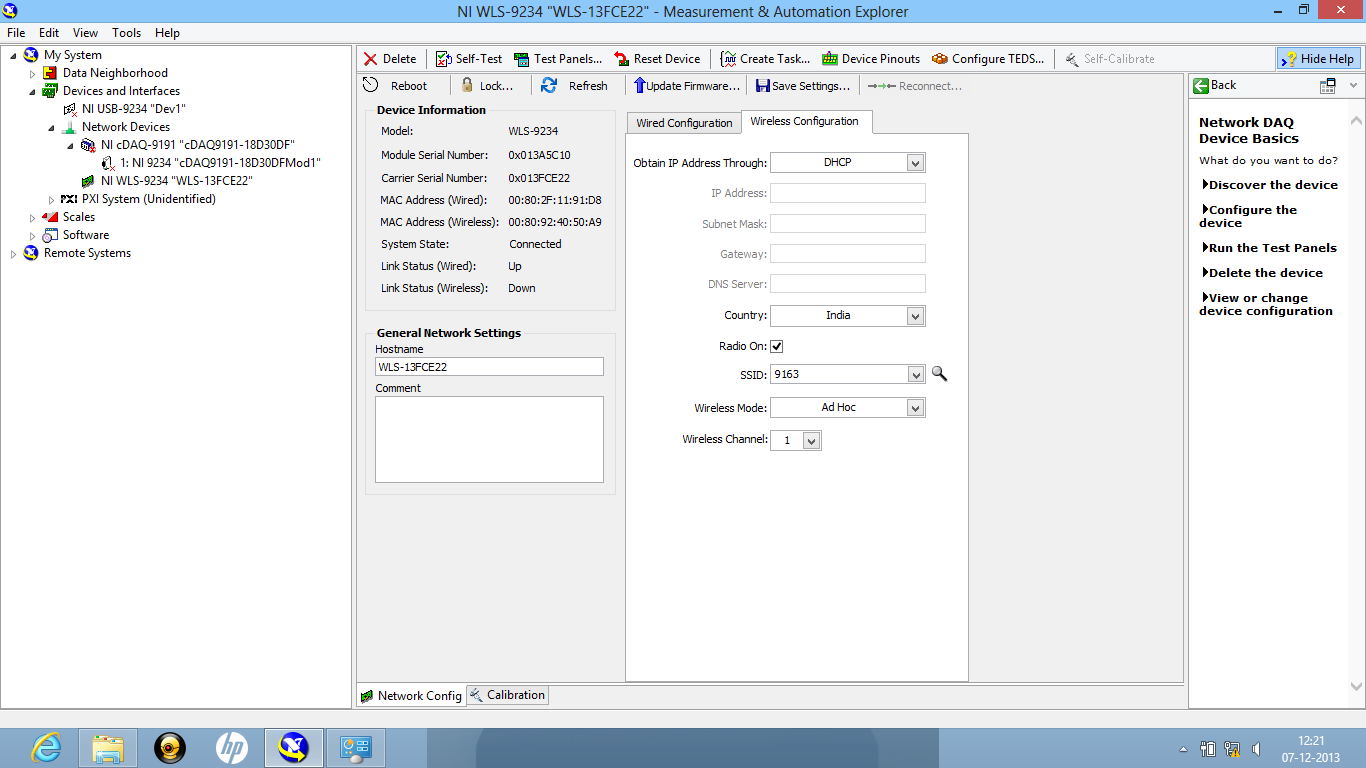 NI WLS-9234 "WLS-13FCE22" - Measurement & Automation Explorer
File Edit View Tools Help
My System
Data Neighborhood
Devices and Interfaces
NI USB-9234 "Dev1"
Network Devices
NI cDAQ-9191 "cDAQ9191-18D30DF"
1: NI 9234 "cDAQ9191-18D30DFMod1"
NI WLS-9234 "WLS-13FCE22"
PXI PXI System (Unidentified)
Scales
Software
Remote Systems
Delete Self-Test Test Panels... Reset Device Create Task... Device Pinouts Configure TEDS... Self-Calibrate Hide Help
Reboot Lock... Refresh Update Firmware... Save Settings... Reconnect...
Device Information
Model: WLS-9234
Module Serial Number: 0x013A5C10
Carrier Serial Number: 0x013FCE22
MAC Address (Wired): 00:80:2F:11:91:D8
MAC Address (Wireless): 00:80:92:40:50:A9
System State: Connected
Link Status (Wired): Up
Link Status (Wireless): Down
General Network Settings
Hostname
WLS-13FCE22
Comment
Wired Configuration Wireless Configuration
Obtain IP Address Through: DHCP
IP Address:
Subnet Mask:
Gateway:
DNS Server:
Country: India
Radio On:
SSID: 9163
Wireless Mode: Ad Hoc
Wireless Channel: 1
Network Config Calibration
Back
Network DAQ
Device Basics
What do you want to do?
Discover the device
Configure the
device
Run the Test Panels
Delete the device
View or change
device configuration
hp
12:21
07-12-2013